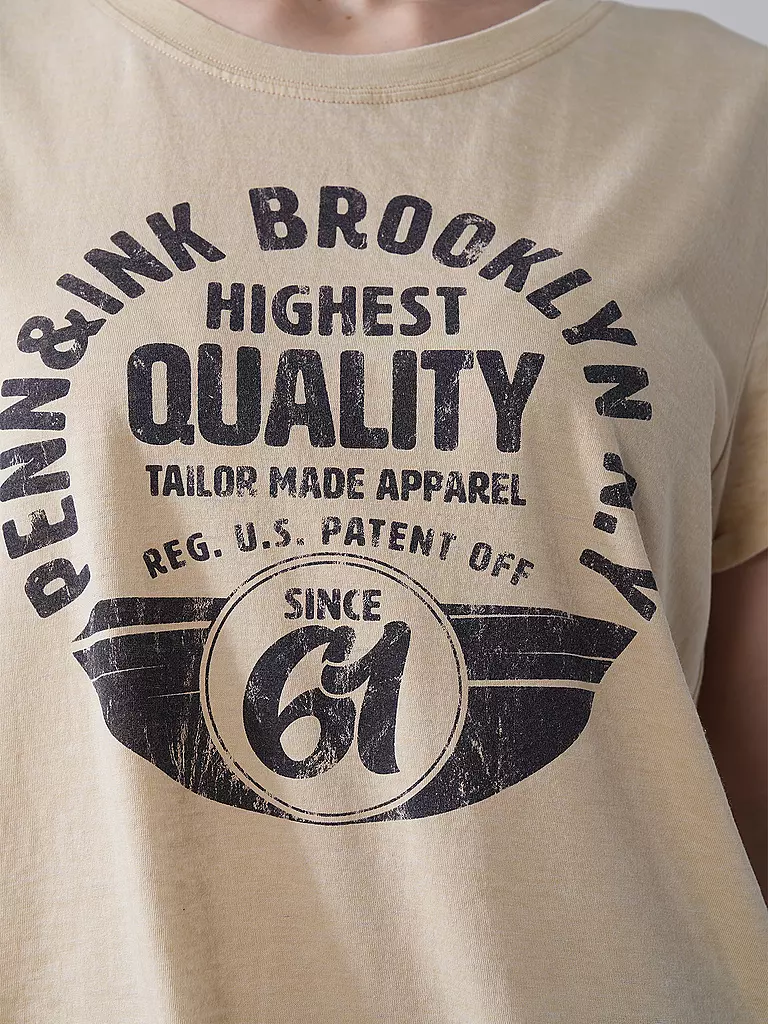 PENN&INK BROOKLYN N.Y
HIGHEST
QUALITY
TAILOR MADE APPAREL
REG. U.S. PATENT OFF
SINCE
61